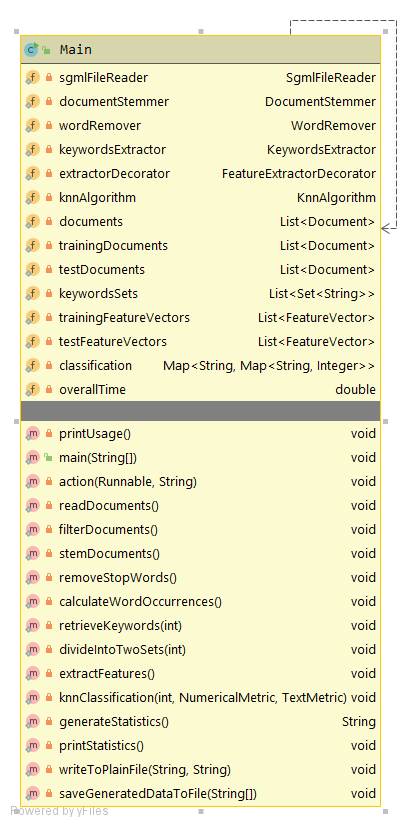 Main
sgmlFileReader SgmlFileReader
documentStemmer DocumentStemmer
wordRemover WordRemover
keywordsExtractor KeywordsExtractor
extractorDecorator FeatureExtractorDecorator
knnAlgorithm KnnAlgorithm
documents List<Document>
trainingDocuments List<Document>
testDocuments List<Document>
keywordsSets List<Set<String>>
trainingFeatureVectors List<FeatureVector>
testFeatureVectors List<FeatureVector>
classification Map<String, Map<String, Integer>>
overallTime double
printUsage() void
main(String[]) void
action(Runnable, String) void
readDocuments() void
filterDocuments() void
stemDocuments() void
removeStopWords() void
calculateWordOccurrences() void
retrieveKeywords(int) void
divideIntoTwoSets(int) void
extractFeatures() void
knnClassification(int, NumericalMetric, TextMetric) void
generateStatistics() String
printStatistics() void
writeToPlainFile(String, String) void
saveGeneratedDataToFile(String[]) void
Powered by yFiles